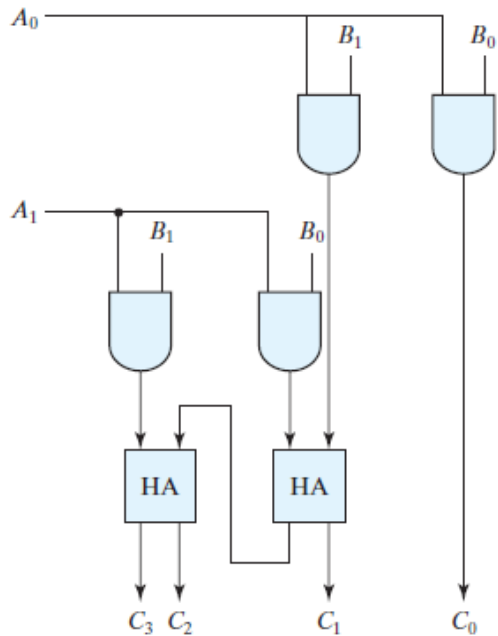 A₀
B₁ B₀
A₁
B₁ B₀
HA HA
C₃ C₂ C₁ C₀